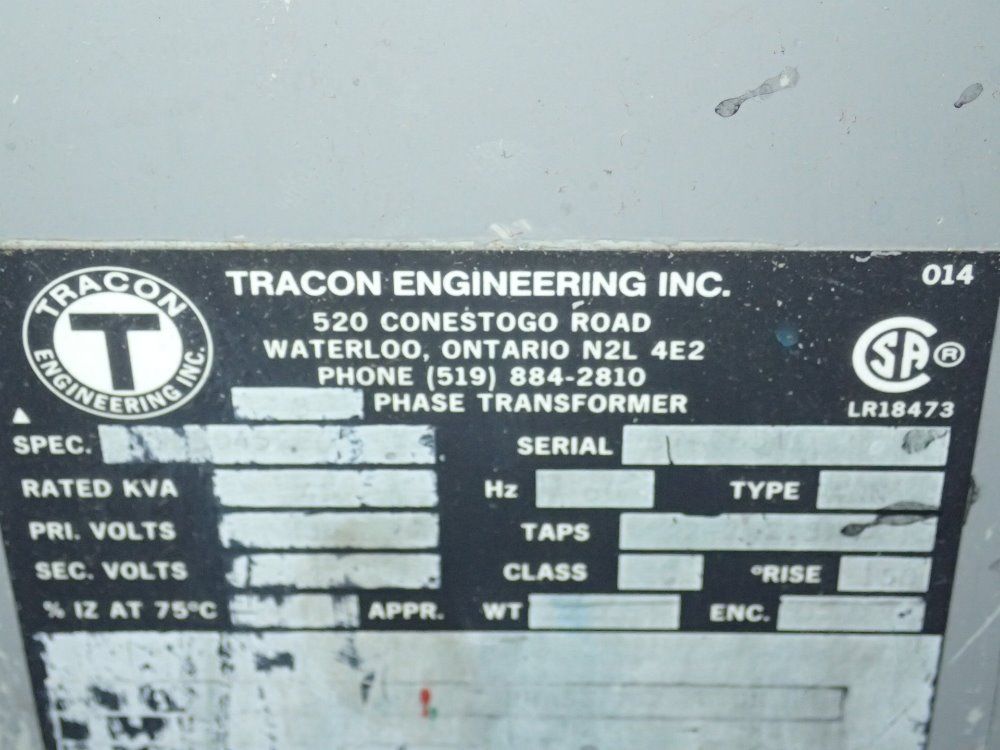 TRACON ENGINEERING INC.
014
TRACON ENGINEERING INC.
T
520 CONESTOGO ROAD
WATERLOO, ONTARIO N2L 4E2
PHONE (519) 884-2810
PHASE TRANSFORMER
SA ®
LR18473
SPEC. SERIAL
RATED KVA Hz TYPE
PRI. VOLTS TAPS
SEC. VOLTS CLASS °RISE 150
% IZ AT 75°C APPR. WT ENC.